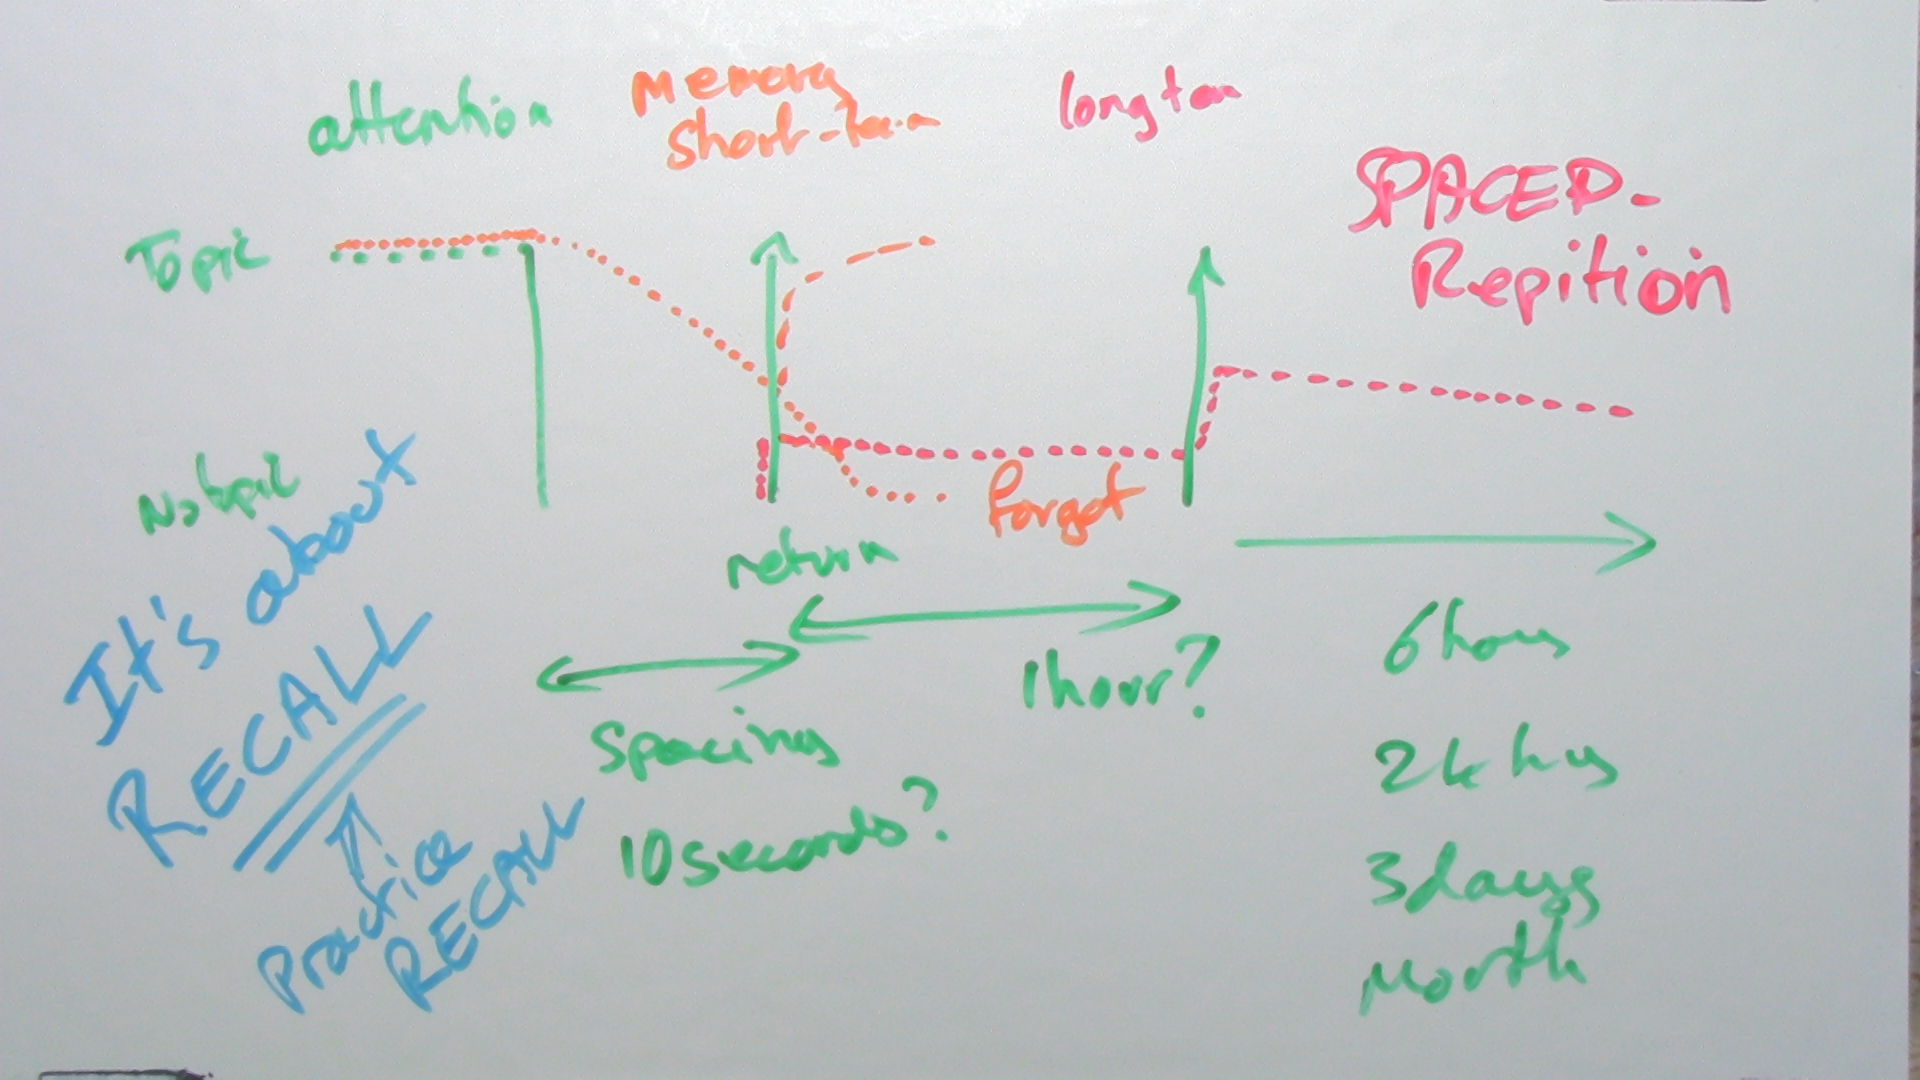 attention
Memory
short-term
long term
SPACED-
Repition
Topic
No topic
forget
return
It's about
RECALL
Practice
RECALL
Spacing
10 seconds?
1 hour?
6 hours
24 hrs
3 days
Month